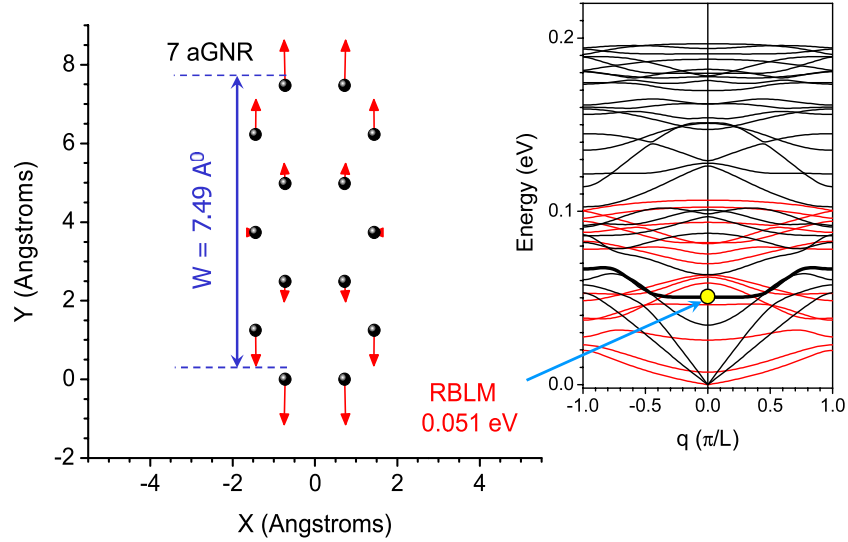 7 aGNR
W = 7.49 A⁰
Y (Angstroms)
8
6
4
2
0
-2
-4
-2
0
2
4
X (Angstroms)
RBLM
0.051 eV
Energy (eV)
0.2
0.1
0.0
-1.0
-0.5
0.0
0.5
1.0
q (π/L)